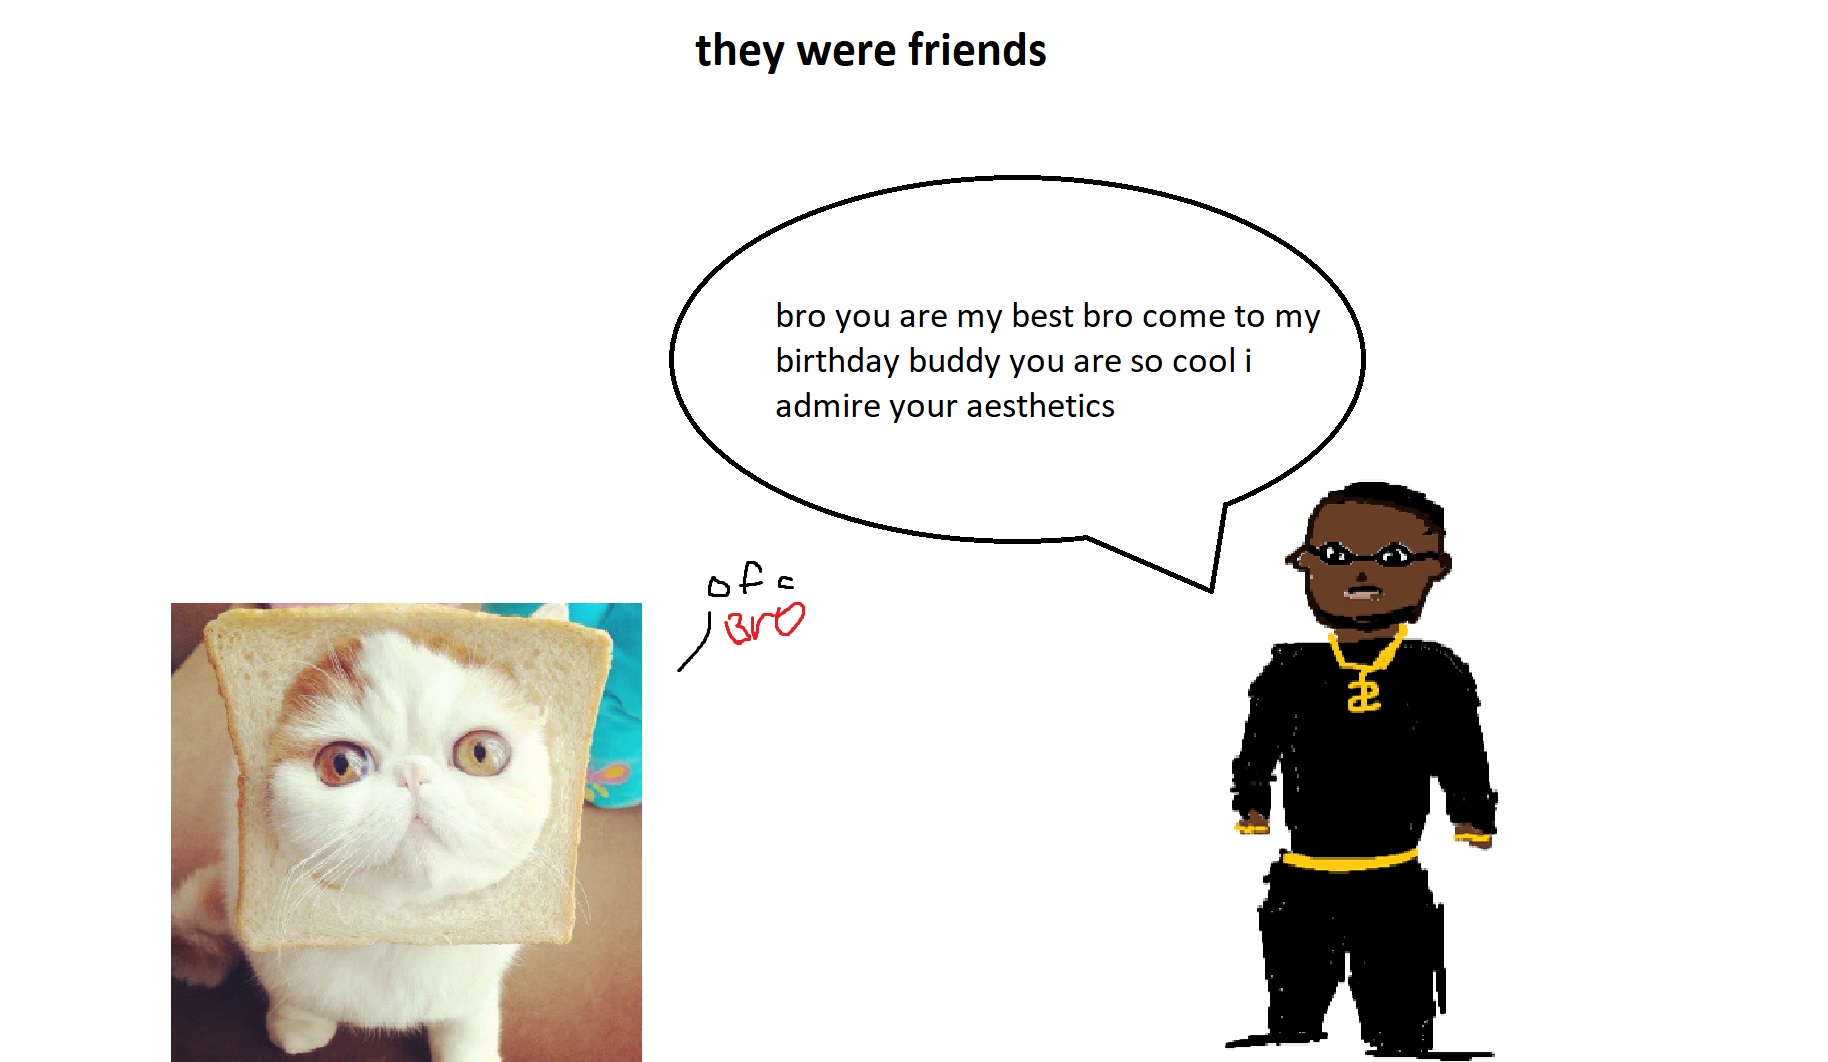 they were friends
bro you are my best bro come to my
birthday buddy you are so cool i
admire your aesthetics
ofc
Bro